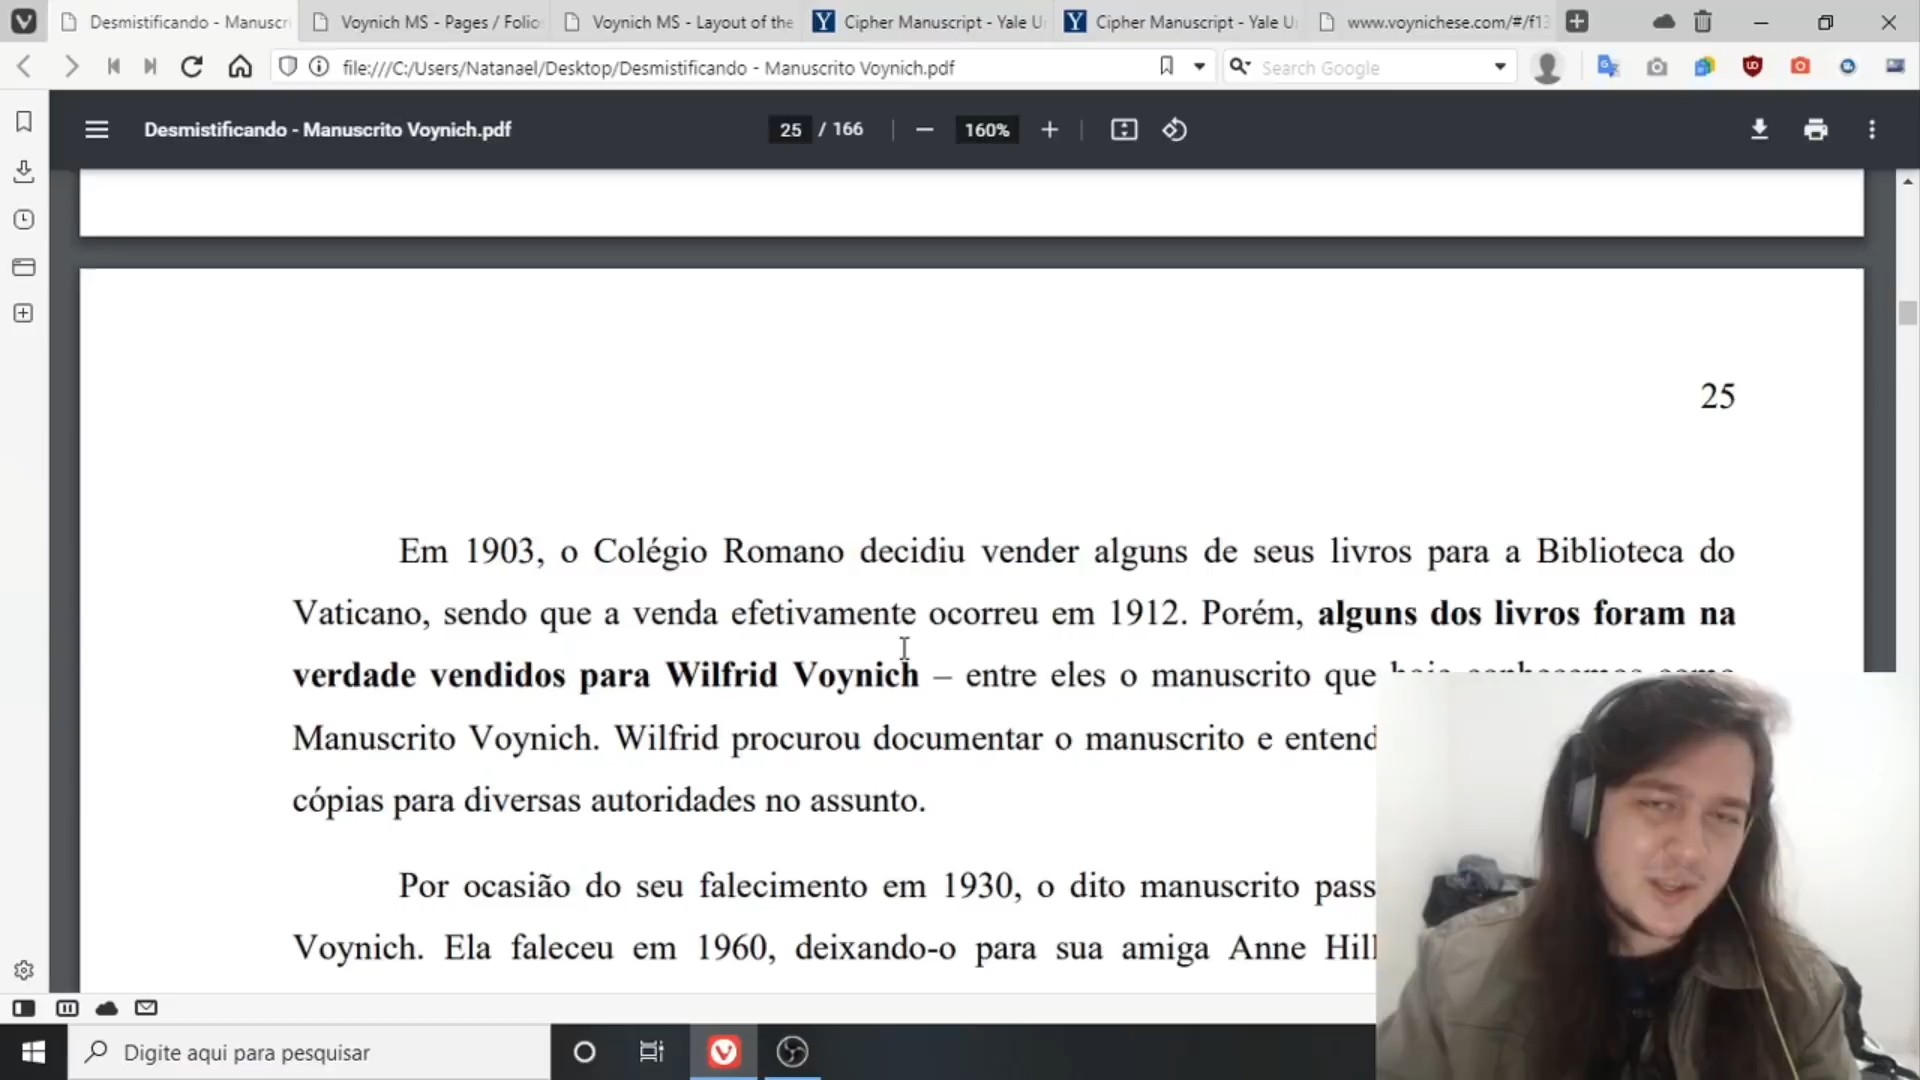 Desmistificando - Manuscri
Voynich MS - Pages / Folio
Voynich MS - Layout of the
Cipher Manuscript - Yale U
Cipher Manuscript - Yale U
www.voynichese.com/#/f13
file:///C:/Users/Natanael/Desktop/Desmistificando - Manuscrito Voynich.pdf
Search Google
Desmistificando - Manuscrito Voynich.pdf
25 / 166
160%
25
Em 1903, o Colégio Romano decidiu vender alguns de seus livros para a Biblioteca do
Vaticano, sendo que a venda efetivamente ocorreu em 1912. Porém, alguns dos livros foram na
verdade vendidos para Wilfrid Voynich – entre eles o manuscrito que hoje conhecemos como
Manuscrito Voynich. Wilfrid procurou documentar o manuscrito e entend
cópias para diversas autoridades no assunto.
Por ocasião do seu falecimento em 1930, o dito manuscrito pass
Voynich. Ela faleceu em 1960, deixando-o para sua amiga Anne Hill
Digite aqui para pesquisar